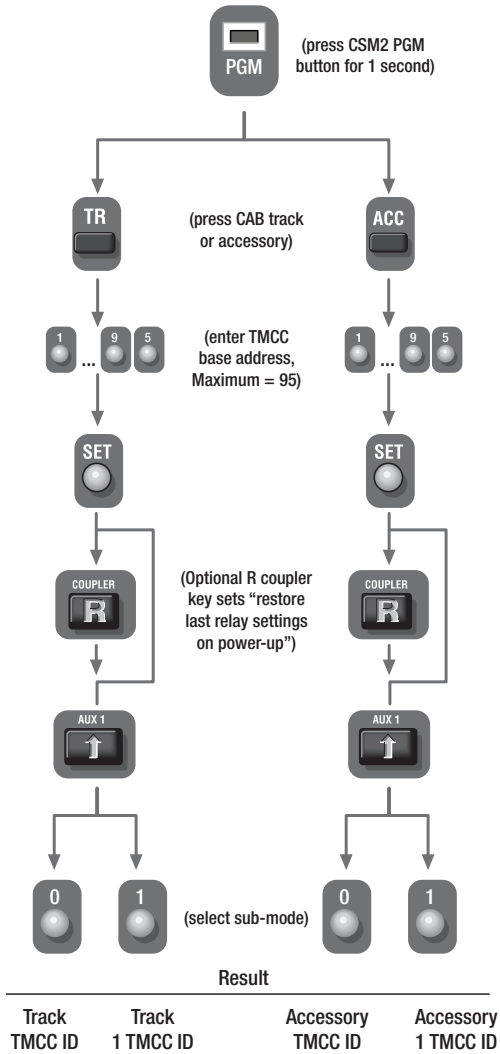 PGM
(press CSM2 PGM
button for 1 second)
TR
(press CAB track
or accessory)
ACC
1 ... 9 5
(enter TMCC
base address,
Maximum = 95)
1 ... 9 5
SET
SET
COUPLER
R
(Optional R coupler
key sets “restore
last relay settings
on power-up”)
COUPLER
R
AUX 1
AUX 1
0 1
(select sub-mode)
0 1
Result
Track
TMCC ID
Track
1 TMCC ID
Accessory
TMCC ID
Accessory
1 TMCC ID